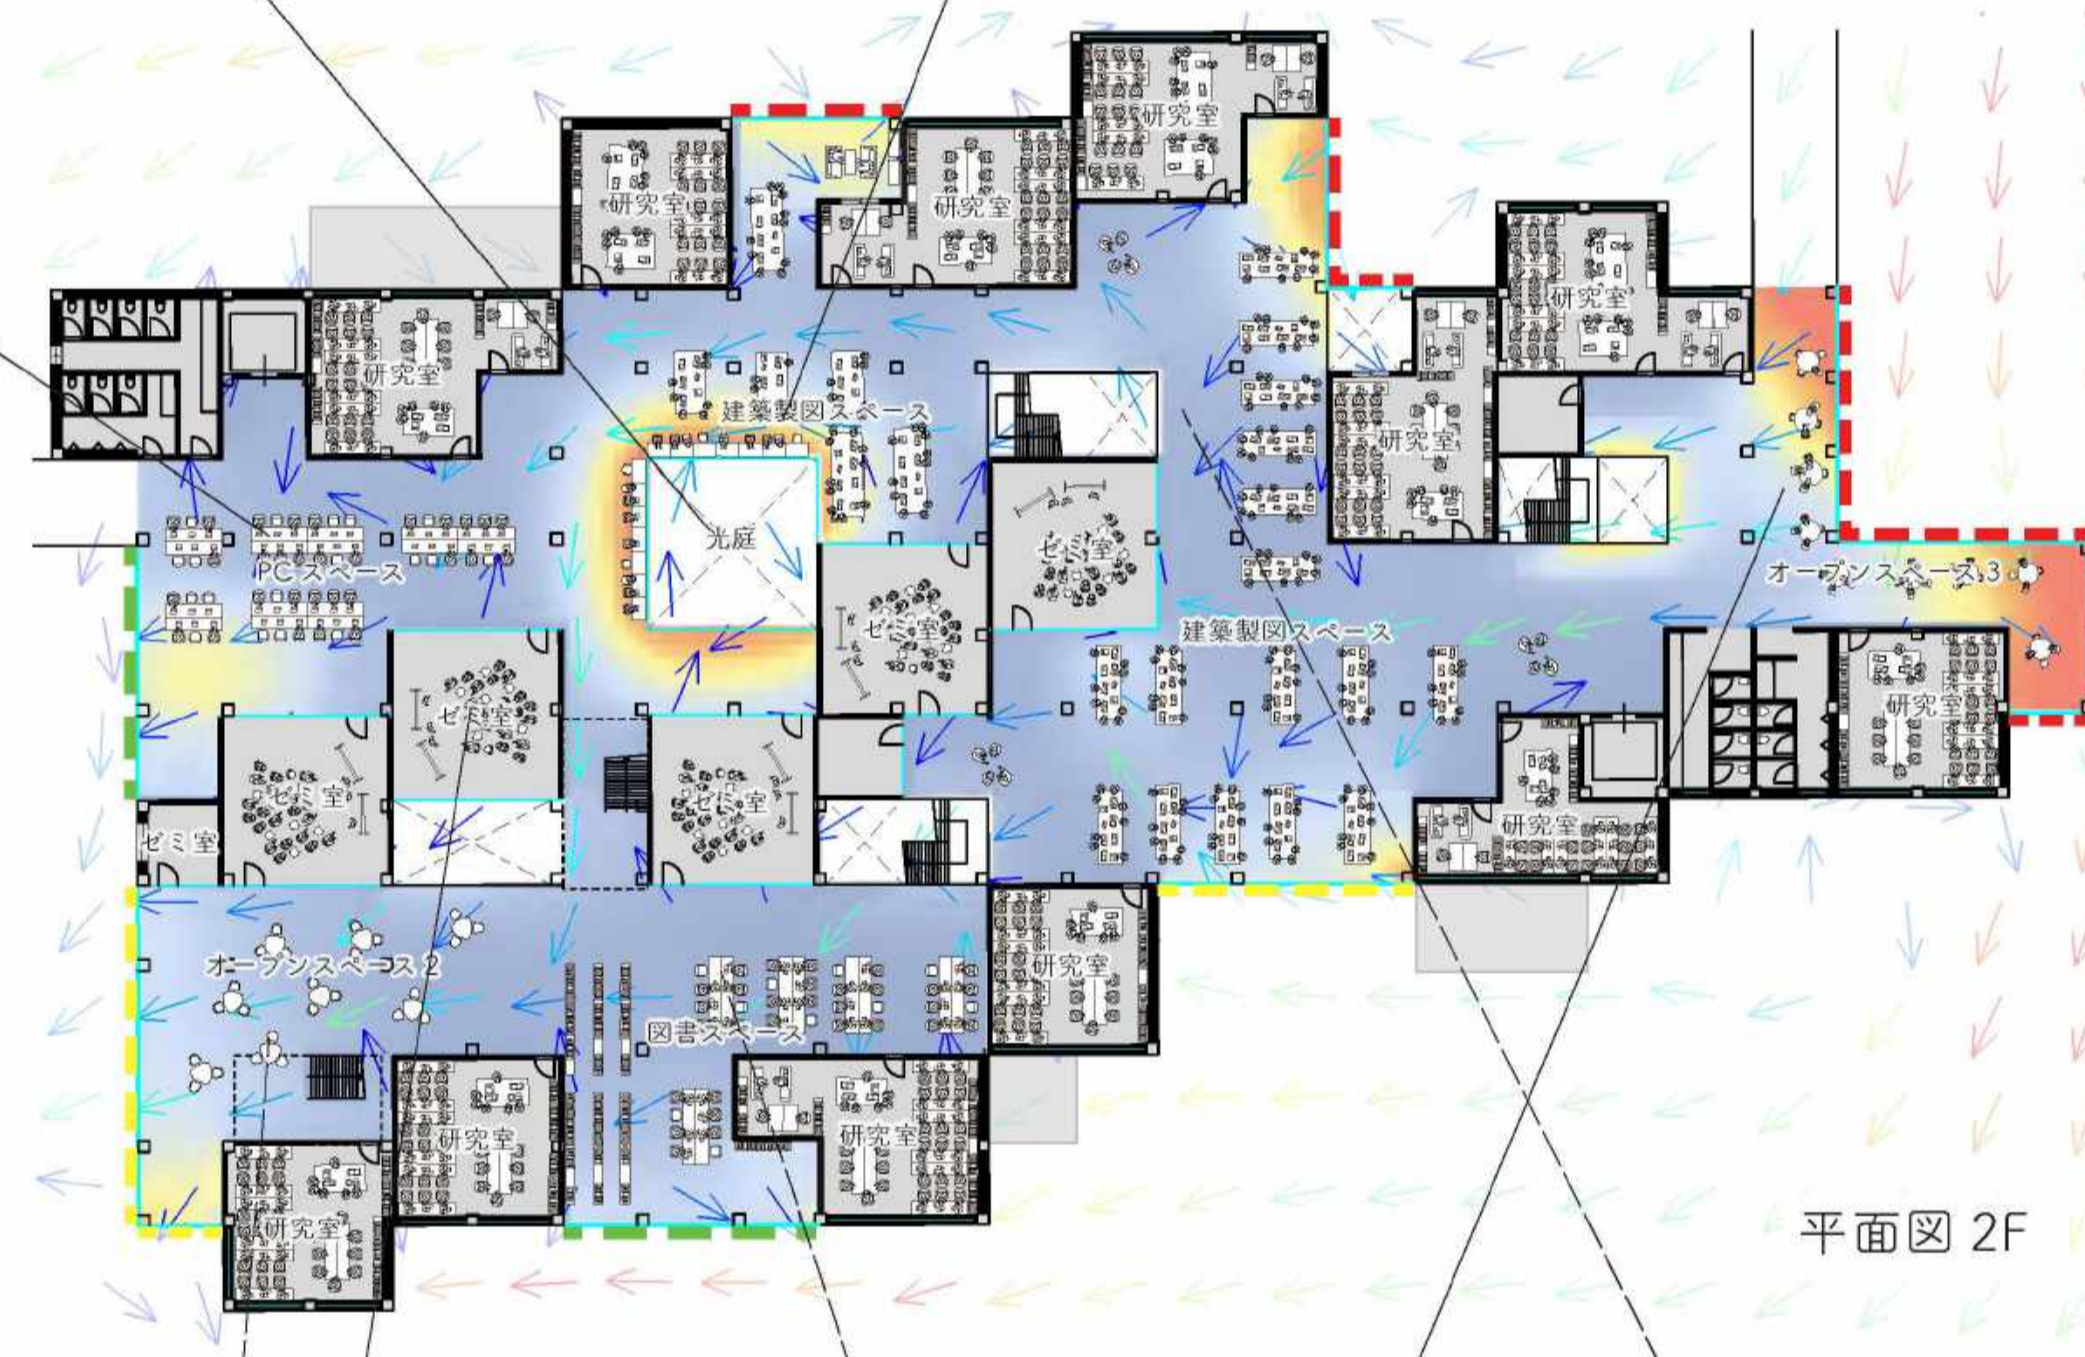 研究室
研究室
研究室
研究室
研究室
研究室
建築製図スペース
研究室
光庭
ゼミ室
PCスペース
オープンスペース3
ゼミ室
建築製図スペース
ゼミ室
研究室
ゼミ室
ゼミ室
ゼミ室
研究室
オープンスペース2
研究室
図書スペース
研究室
研究室
研究室
平面図 2F